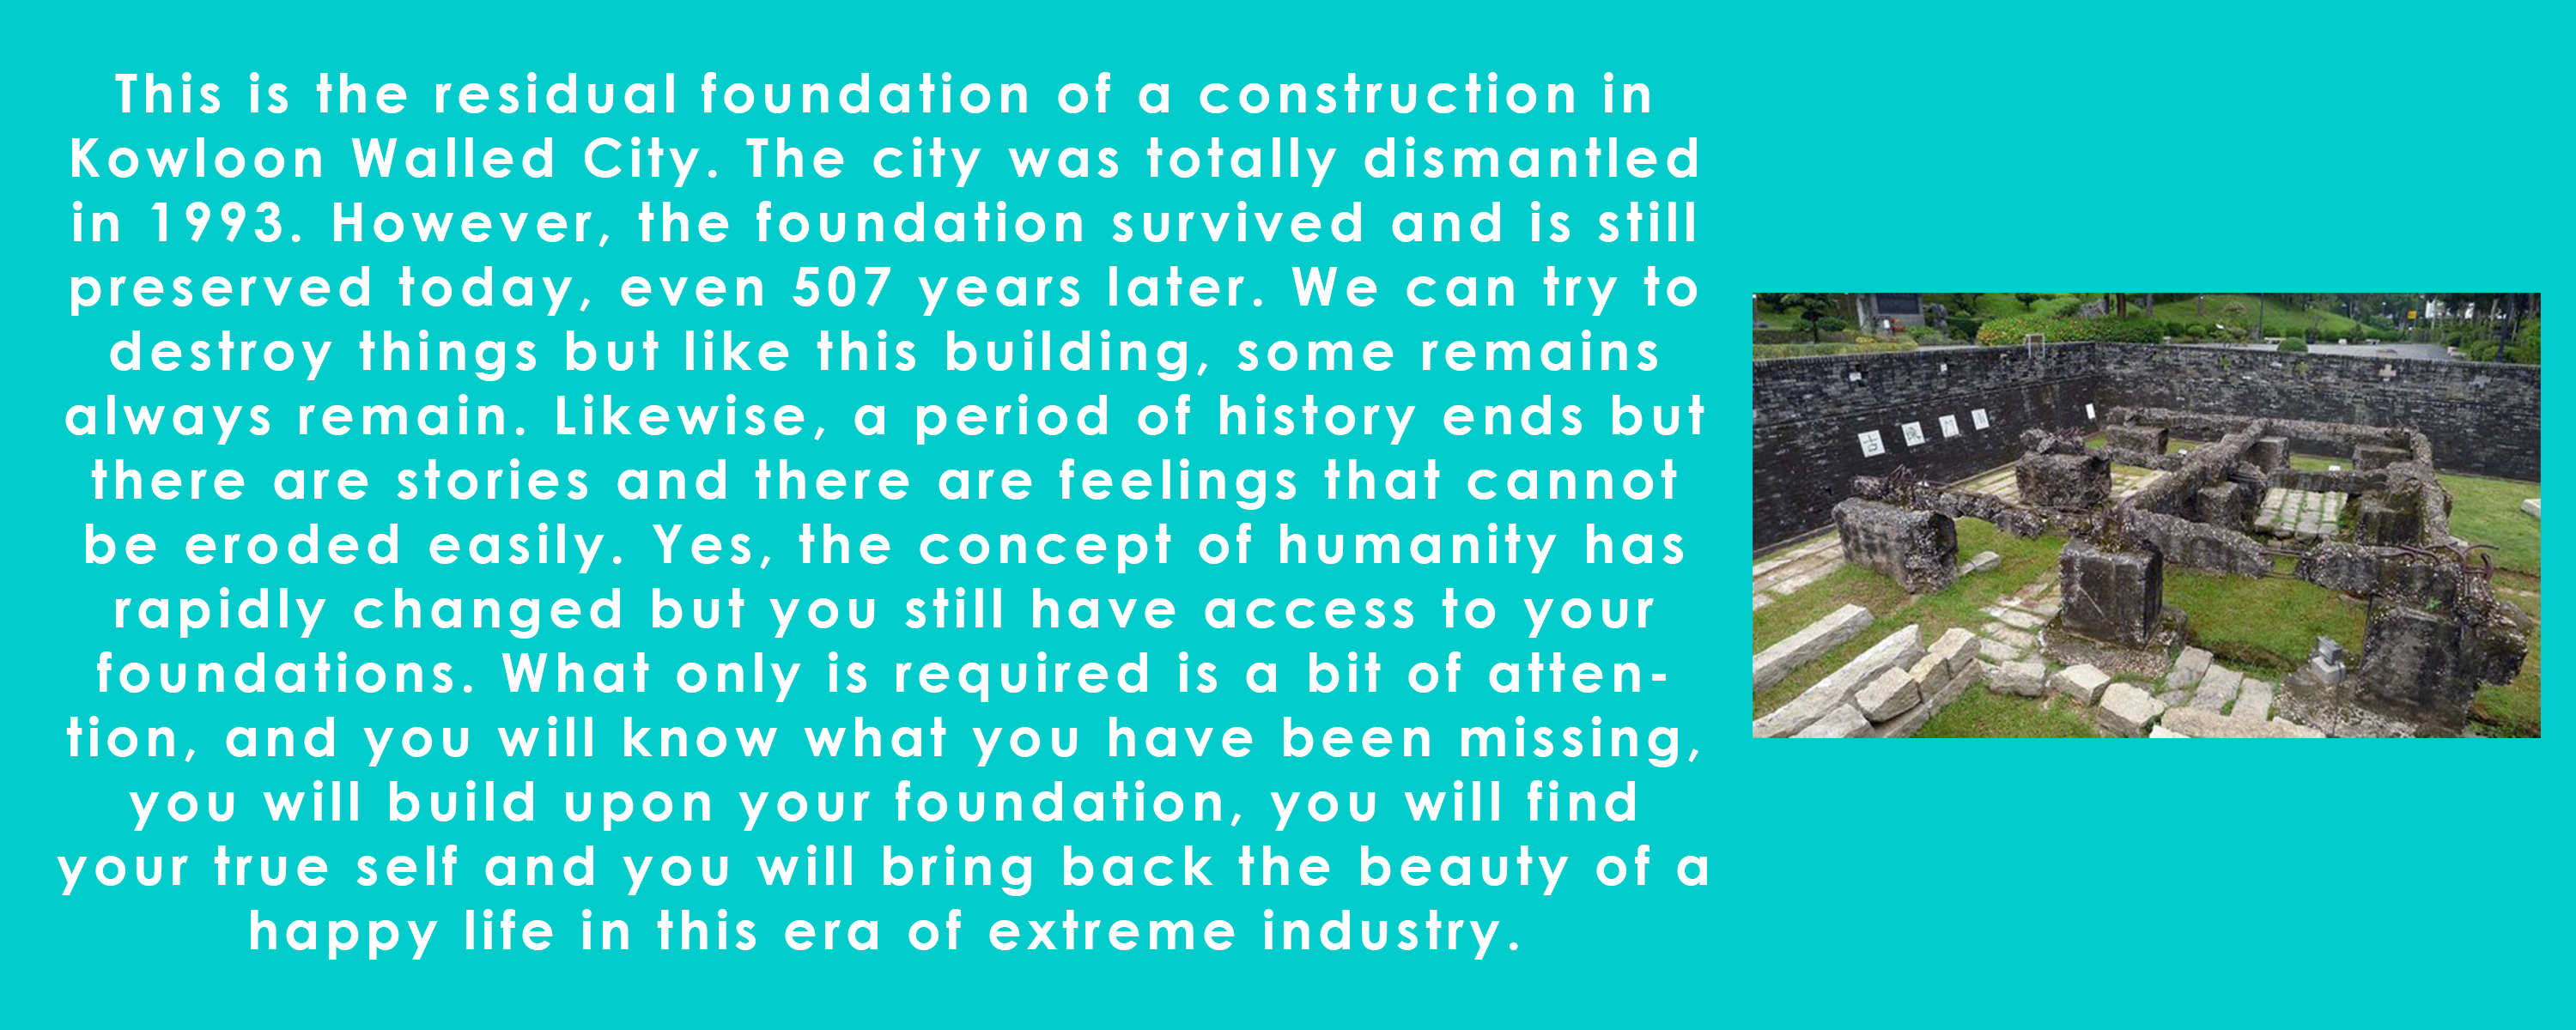 This is the residual foundation of a construction in
Kowloon Walled City. The city was totally dismantled
in 1993. However, the foundation survived and is still
preserved today, even 507 years later. We can try to
destroy things but like this building, some remains
always remain. Likewise, a period of history ends but
there are stories and there are feelings that cannot
be eroded easily. Yes, the concept of humanity has
rapidly changed but you still have access to your
foundations. What only is required is a bit of atten-
tion, and you will know what you have been missing,
you will build upon your foundation, you will find
your true self and you will bring back the beauty of a
happy life in this era of extreme industry.
古
門